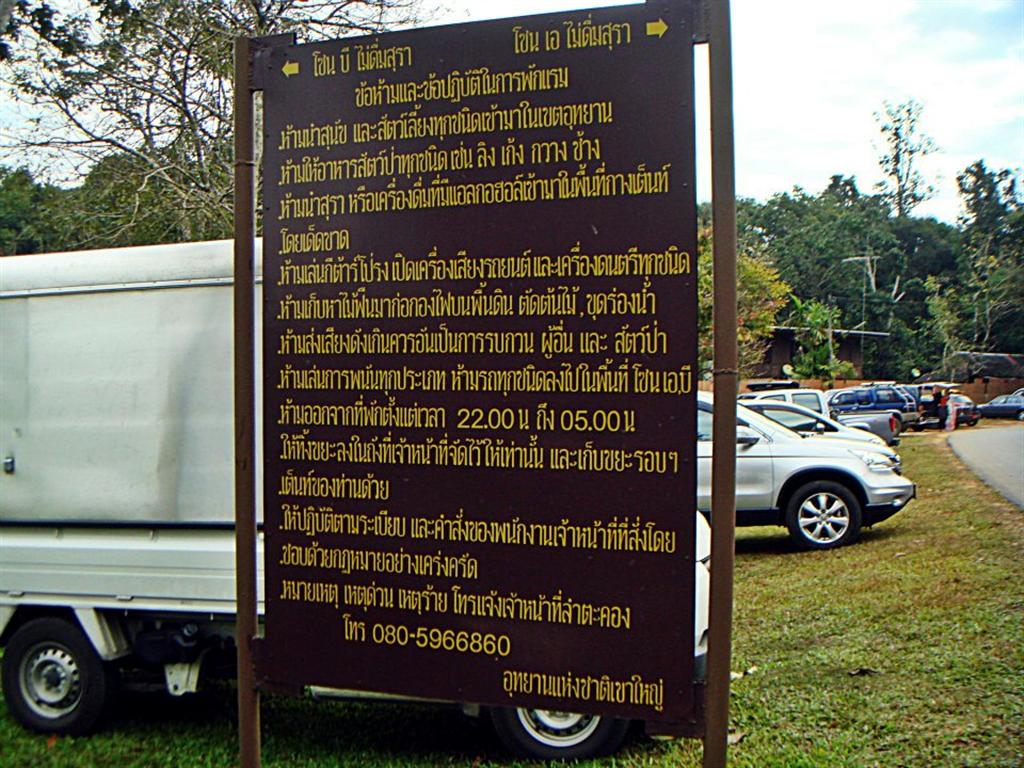 โซน บี ไม่ดื่มสุรา
โซน เอ ไม่ดื่มสุรา
ข้อห้ามและข้อปฏิบัติในการพักแรม
.ห้ามนำสุนัข และสัตว์เลี้ยงทุกชนิดเข้ามาในเขตอุทยาน
.ห้ามให้อาหารสัตว์ป่าทุกชนิด เช่น ลิง เก้ง กวาง ช้าง
.ห้ามนำสุรา หรือเครื่องดื่มที่มีแอลกอฮอล์เข้ามาในพื้นที่กางเต็นท์
.โดยเด็ดขาด
.ห้ามเล่นกีต้าร์โปร่ง เปิดเครื่องเสียงรถยนต์ และเครื่องดนตรีทุกชนิด
.ห้ามเก็บหาไม้ฟืนมาก่อกองไฟบนพื้นดิน ตัดต้นไม้ , ขุดร่องน้ำ
.ห้ามส่งเสียงดังเกินควรอันเป็นการรบกวน ผู้อื่น และ สัตว์ป่า
.ห้ามเล่นการพนันทุกประเภท ห้ามรถทุกชนิดลงไปในพื้นที่ โซน เอ,บี
.ห้ามออกจากที่พักตั้งแต่เวลา 22.00 น ถึง 05.00 น
.ให้ทิ้งขยะลงในถังที่เจ้าหน้าที่จัดไว้ให้เท่านั้น และเก็บขยะรอบๆ
.เต็นท์ของท่านด้วย
.ให้ปฏิบัติตามระเบียบ และคำสั่งของพนักงานเจ้าหน้าที่ที่สั่งโดย
.ชอบด้วยกฎหมายอย่างเคร่งครัด
.หมายเหตุ เหตุด่วน เหตุร้าย โทรแจ้งเจ้าหน้าที่ลำตะคอง
โทร 080-5966860
อุทยานแห่งชาติเขาใหญ่